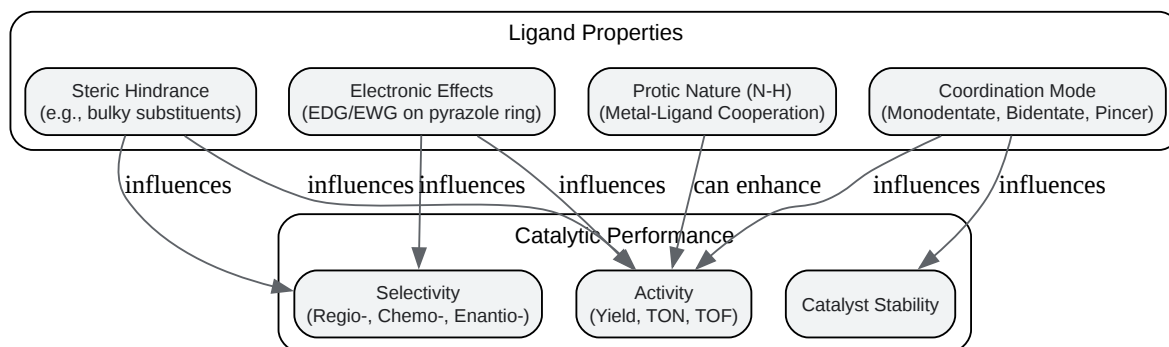 Ligand Properties
Steric Hindrance
(e.g., bulky substituents)
Electronic Effects
(EDG/EWG on pyrazole ring)
Protic Nature (N-H)
(Metal-Ligand Cooperation)
Coordination Mode
(Monodentate, Bidentate, Pincer)
influences
influences
influences
influences
can enhance
influences
influences
Catalytic Performance
Selectivity
(Regio-, Chemo-, Enantio-)
Activity
(Yield, TON, TOF)
Catalyst Stability